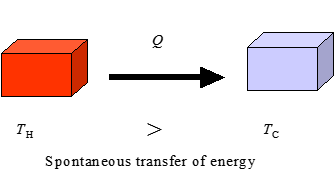 Q
T_H > T_C
Spontaneous transfer of energy